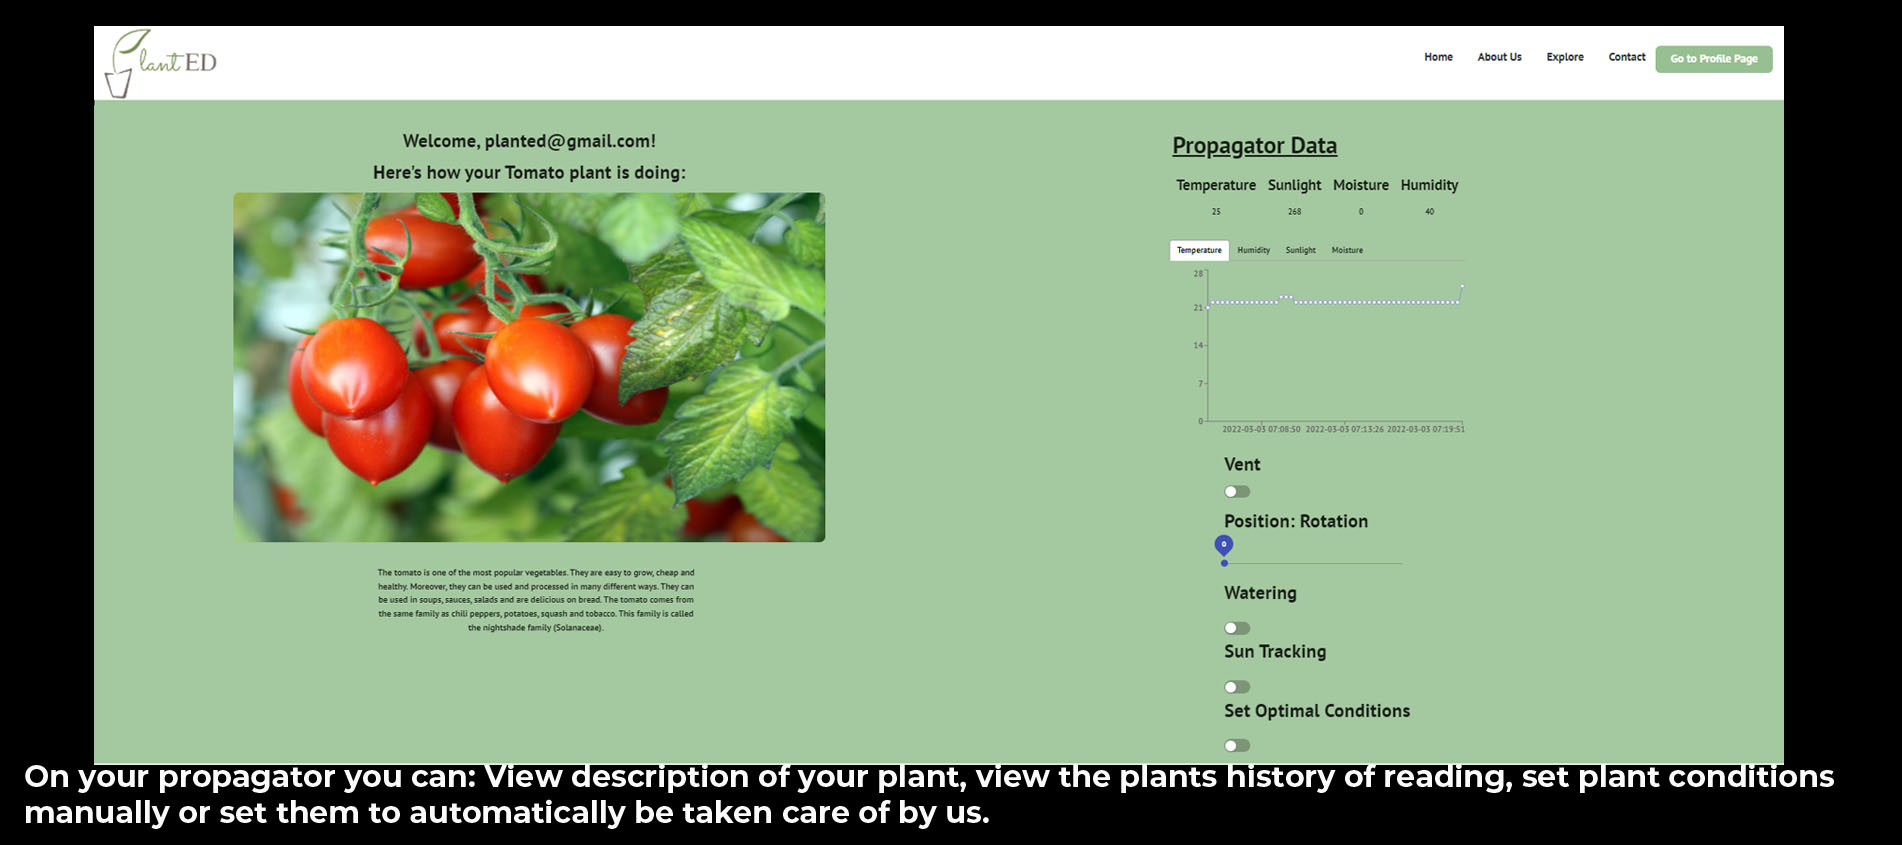 PlantED
Home About Us Explore Contact Go to Profile Page
Welcome, planted@gmail.com!
Here's how your Tomato plant is doing:
The tomato is one of the most popular vegetables. They are easy to grow, cheap and
healthy. Moreover, they can be used and processed in many different ways. They can
be used in soups, sauces, salads and are delicious on bread. The tomato comes from
the same family as chili peppers, potatoes, squash and tobacco. This family is called
the nightshade family (Solanaceae).
Propagator Data
Temperature Sunlight Moisture Humidity
25 268 0 40
Temperature Humidity Sunlight Moisture
28
21
14
7
0
2022-03-03 07:08:50 2022-03-03 07:13:26 2022-03-03 07:19:51
Vent
Position: Rotation
0
Watering
Sun Tracking
Set Optimal Conditions
On your propagator you can: View description of your plant, view the plants history of reading, set plant conditions
manually or set them to automatically be taken care of by us.